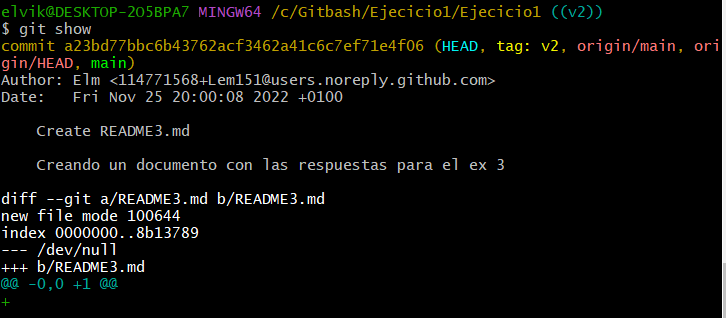 elvik@DESKTOP-2O5BPA7 MINGW64 /c/Gitbash/Ejecicio1/Ejecicio1 ((v2))
$ git show
commit a23bd77bbc6b43762acf3462a41c6c7ef71e4f06 (HEAD, tag: v2, origin/main, ori
gin/HEAD, main)
Author: Elm <114771568+Lem151@users.noreply.github.com>
Date:   Fri Nov 25 20:00:08 2022 +0100
    Create README3.md
    Creando un documento con las respuestas para el ex 3
diff --git a/README3.md b/README3.md
new file mode 100644
index 0000000..8b13789
--- /dev/null
+++ b/README3.md
@@ -0,0 +1 @@
+